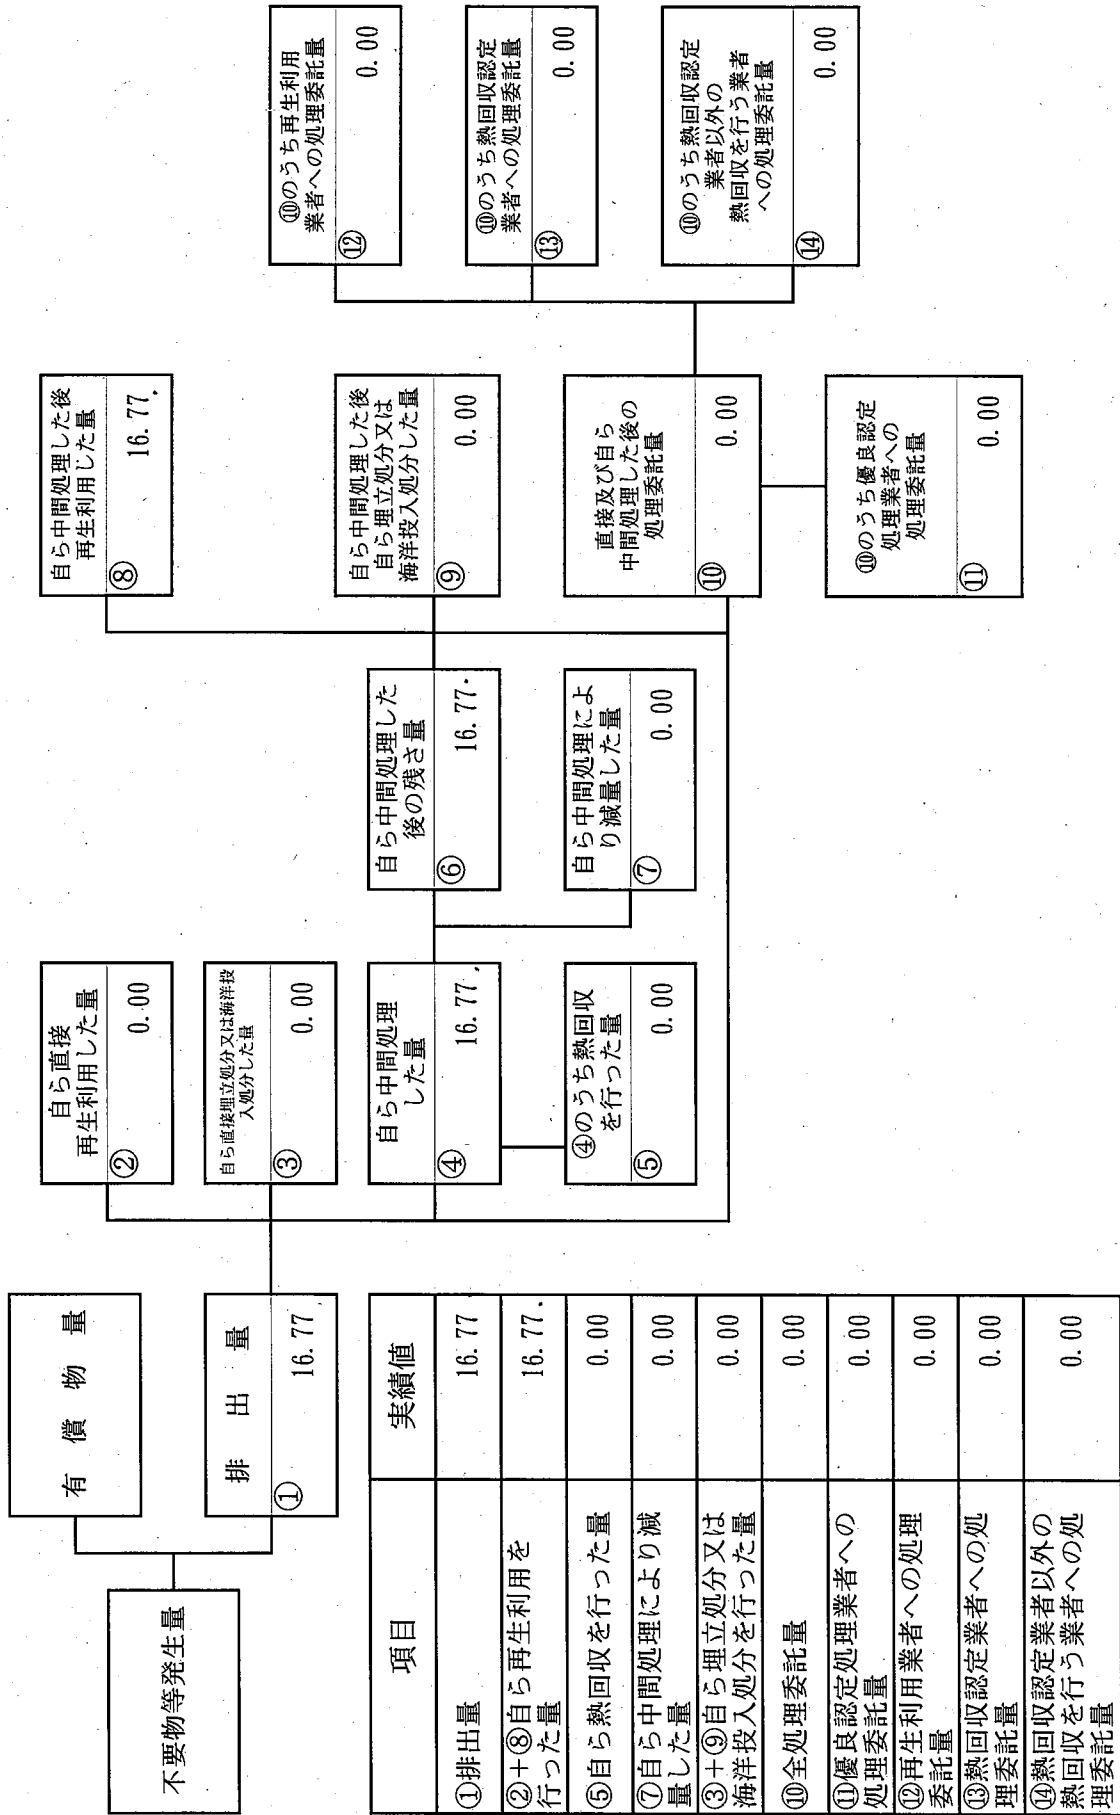 不要物等発生量
有償物量
排出量
①
16.77
自ら直接
再生利用した量
②
0.00
自ら直接埋立処分又は海洋投
入処分した量
③
0.00
自ら中間処理
した量
④
16.77
④のうち熱回収
を行った量
⑤
0.00
自ら中間処理した
後の残さ量
⑥
16.77
自ら中間処理によ
り減量した量
⑦
0.00
自ら中間処理した後
再生利用した量
⑧
16.77
自ら中間処理した後
自ら埋立処分又は
海洋投入処分した量
⑨
0.00
直接及び自ら
中間処理した後の
処理委託量
⑩
0.00
⑩のうち優良認定
処理業者への
処理委託量
⑪
0.00
⑩のうち再生利用
業者への処理委託量
⑫
0.00
⑩のうち熱回収認定
業者への処理委託量
⑬
0.00
⑩のうち熱回収認定
業者以外の
熱回収を行う業者
への処理委託量
⑭
0.00
項目 実績値
①排出量 16.77
②+⑧自ら再生利用を
行った量 16.77
⑤自ら熱回収を行った量 0.00
⑦自ら中間処理により減
量した量 0.00
③+⑨自ら埋立処分又は
海洋投入処分を行った量 0.00
⑩全処理委託量 0.00
⑪優良認定処理業者への
処理委託量 0.00
⑫再生利用業者への処理
委託量 0.00
⑬熱回収認定業者への処
理委託量 0.00
⑭熱回収認定業者以外の
熱回収を行う業者への処
理委託量 0.00